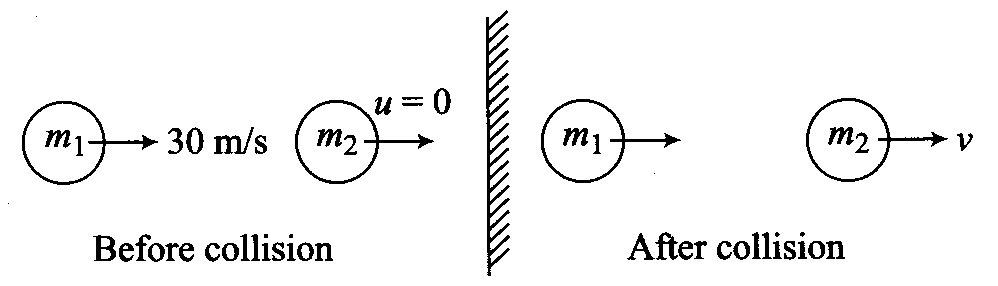 m₁ 30 m/s m₂ u = 0
Before collision
m₁ m₂ v
After collision